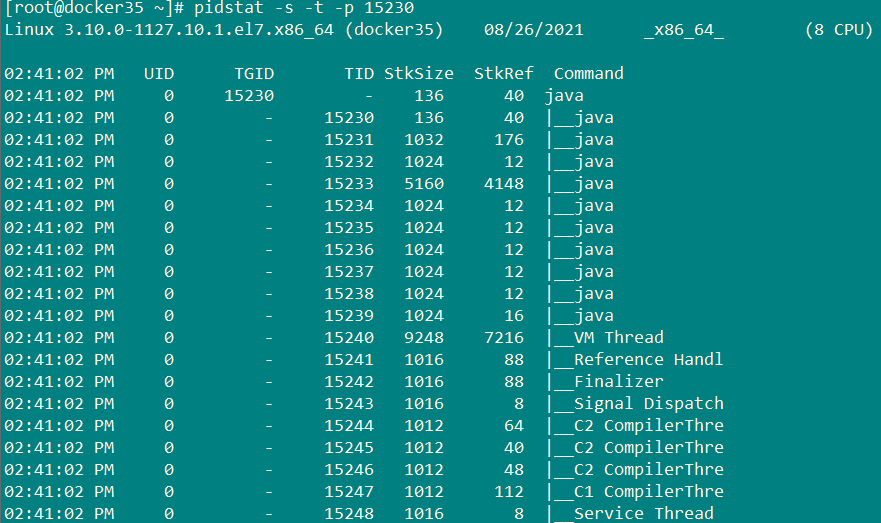 [root@docker35 ~]# pidstat -s -t -p 15230
Linux 3.10.0-1127.10.1.el7.x86_64 (docker35)    08/26/2021      _x86_64_        (8 CPU)
02:41:02 PM   UID      TGID       TID StkSize  StkRef  Command
02:41:02 PM     0     15230         -     136      40  java
02:41:02 PM     0         -     15230     136      40  |__java
02:41:02 PM     0         -     15231    1032     176  |__java
02:41:02 PM     0         -     15232    1024      12  |__java
02:41:02 PM     0         -     15233    5160    4148  |__java
02:41:02 PM     0         -     15234    1024      12  |__java
02:41:02 PM     0         -     15235    1024      12  |__java
02:41:02 PM     0         -     15236    1024      12  |__java
02:41:02 PM     0         -     15237    1024      12  |__java
02:41:02 PM     0         -     15238    1024      12  |__java
02:41:02 PM     0         -     15239    1024      16  |__java
02:41:02 PM     0         -     15240    9248    7216  |__VM Thread
02:41:02 PM     0         -     15241    1016      88  |__Reference Handl
02:41:02 PM     0         -     15242    1016      88  |__Finalizer
02:41:02 PM     0         -     15243    1016       8  |__Signal Dispatch
02:41:02 PM     0         -     15244    1012      64  |__C2 CompilerThre
02:41:02 PM     0         -     15245    1012      40  |__C2 CompilerThre
02:41:02 PM     0         -     15246    1012      48  |__C2 CompilerThre
02:41:02 PM     0         -     15247    1012     112  |__C1 CompilerThre
02:41:02 PM     0         -     15248    1016       8  |__Service Thread